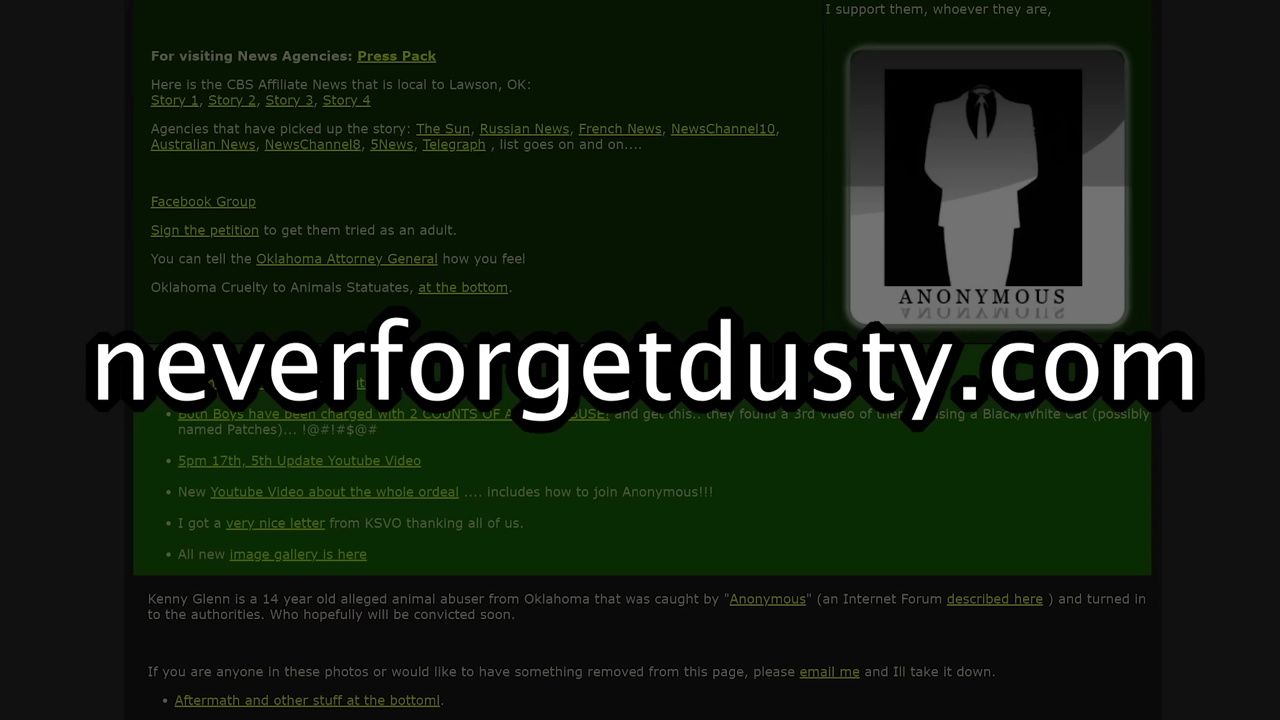 I support them, whoever they are,
For visiting News Agencies: Press Pack
Here is the CBS Affiliate News that is local to Lawson, OK:
Story 1, Story 2, Story 3, Story 4
Agencies that have picked up the story: The Sun, Russian News, French News, NewsChannel10,
Australian News, NewsChannel8, 5News, Telegraph , list goes on and on....
Facebook Group
Sign the petition to get them tried as an adult.
You can tell the Oklahoma Attorney General how you feel
Oklahoma Cruelty to Animals Statuates, at the bottom.
ANONYMOUS
neverforgetdusty.com
Both Boys have been charged with 2 COUNTS OF and get this.. they found a 3rd video of a Black/White Cat (possibly
named Patches)... !@#!#$@#
5pm 17th, 5th Update Youtube Video
New Youtube Video about the whole ordeal .... includes how to join Anonymous!!!
I got a very nice letter from KSVO thanking all of us.
All new image gallery is here
Kenny Glenn is a 14 year old alleged animal abuser from Oklahoma that was caught by "Anonymous" (an Internet Forum described here ) and turned in
to the authorities. Who hopefully will be convicted soon.
If you are anyone in these photos or would like to have something removed from this page, please email me and Ill take it down.
Aftermath and other stuff at the bottoml.